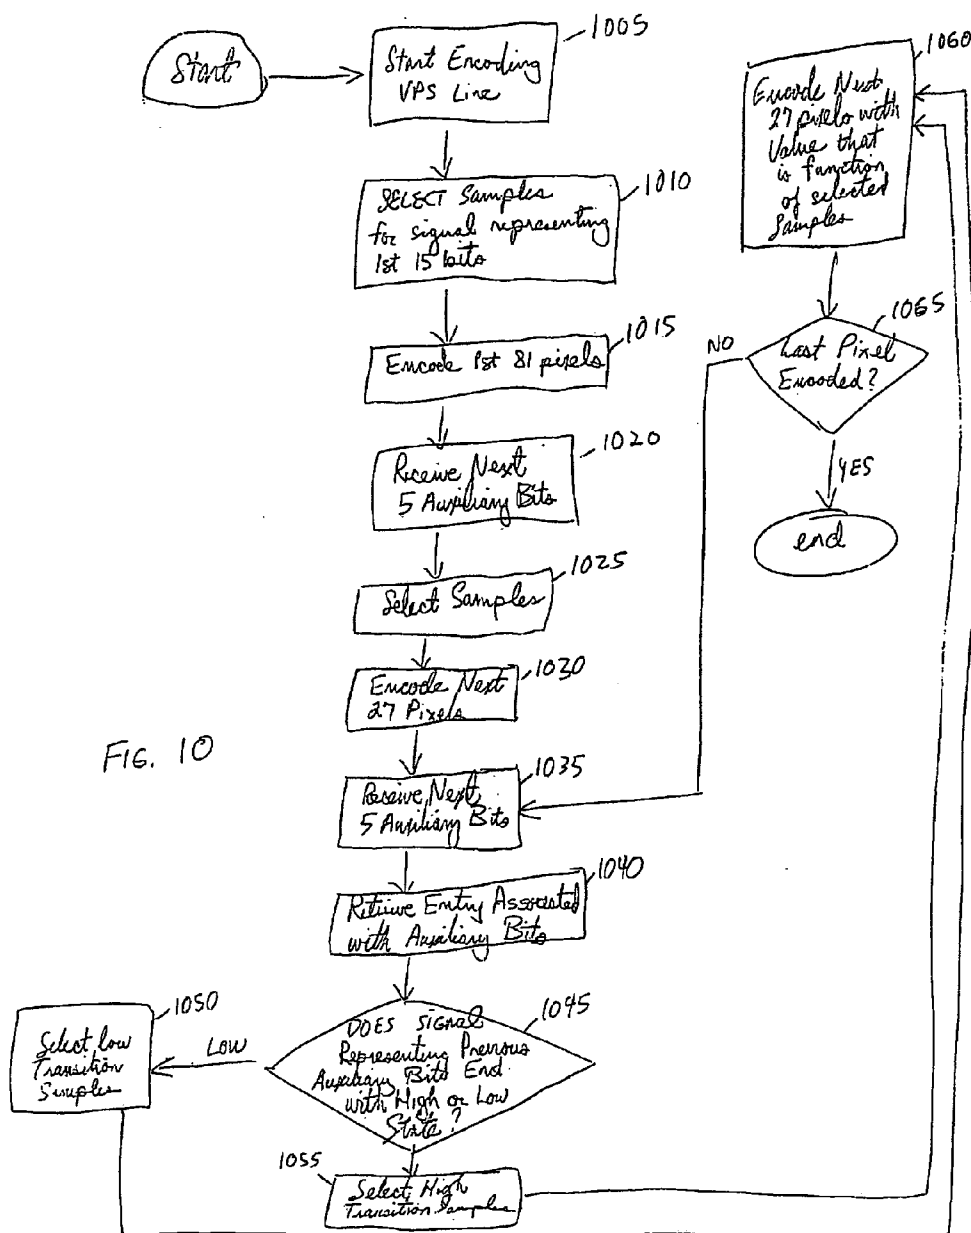 Start
1005
Start Encoding
VPS Line
1010
SELECT Samples
for signal representing
1st 15 bits
1015
Encode 1st 81 pixels
1020
Receive Next
5 Auxiliary Bits
1025
Select Samples
1030
Encode Next
27 Pixels
FIG. 10
1035
Receive Next
5 Auxiliary Bits
1040
Retrieve Entry Associated
with Auxiliary Bits
1045
DOES SIGNAL
Representing Previous
Auxiliary Bits End
with High or Low
State?
LOW
1050
Select low
Transition
Samples
1055
Select High
Transition Samples
1060
Encode Next
27 pixels with
Value that
is function
of selected
Samples
1065
Last Pixel
Encoded?
NO
YES
end